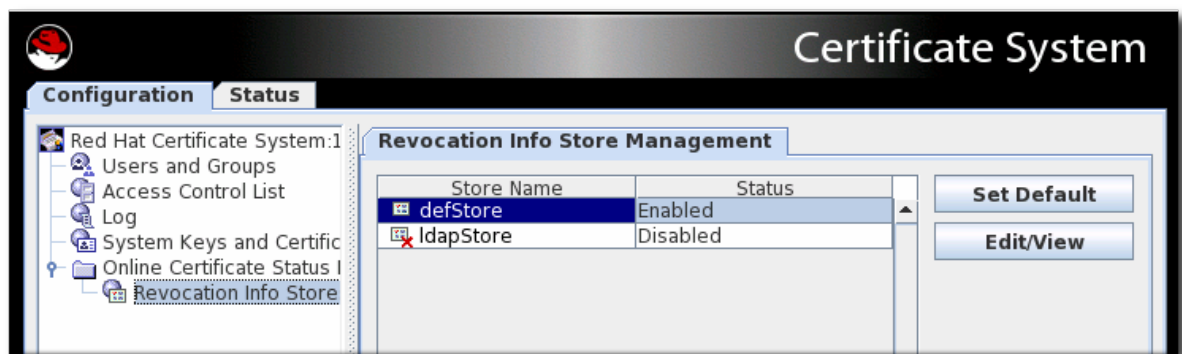 Certificate System
Configuration Status
Red Hat Certificate System:1
Users and Groups
Access Control List
Log
System Keys and Certific
Online Certificate Status I
Revocation Info Store
Revocation Info Store Management
Store Name Status
defStore Enabled
ldapStore Disabled
Set Default
Edit/View